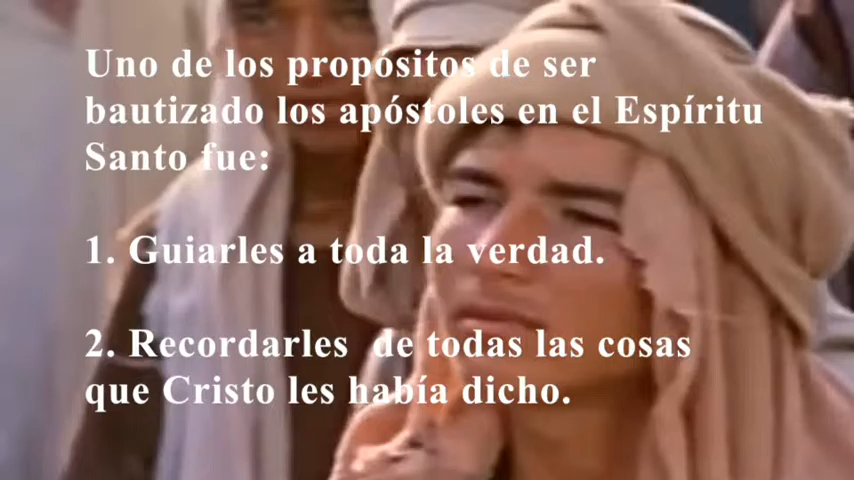 Uno de los propósitos de ser
bautizado los apóstoles en el Espíritu
Santo fue:
1. Guiarles a toda la verdad.
2. Recordarles  de todas las cosas
que Cristo les había dicho.